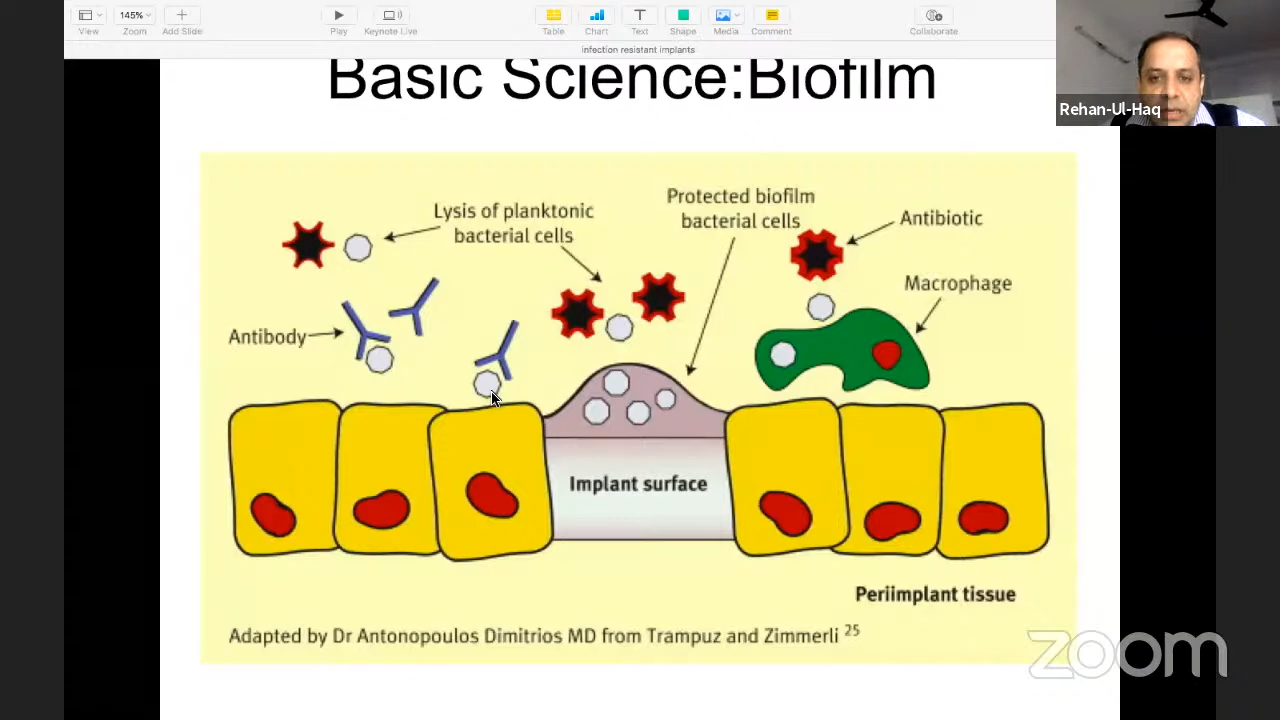 View
145%
Zoom
Add Slide
Play
Keynote Live
Table
Chart
Text
Shape
Media
Comment
Collaborate
infection resistant implants
Rehan-Ul-Haq
Basic Science:Biofilm
Lysis of planktonic
bacterial cells
Protected biofilm
bacterial cells
Antibiotic
Macrophage
Antibody
Implant surface
Periimplant tissue
Adapted by Dr Antonopoulos Dimitrios MD from Trampuz and Zimmerli 25
zoom